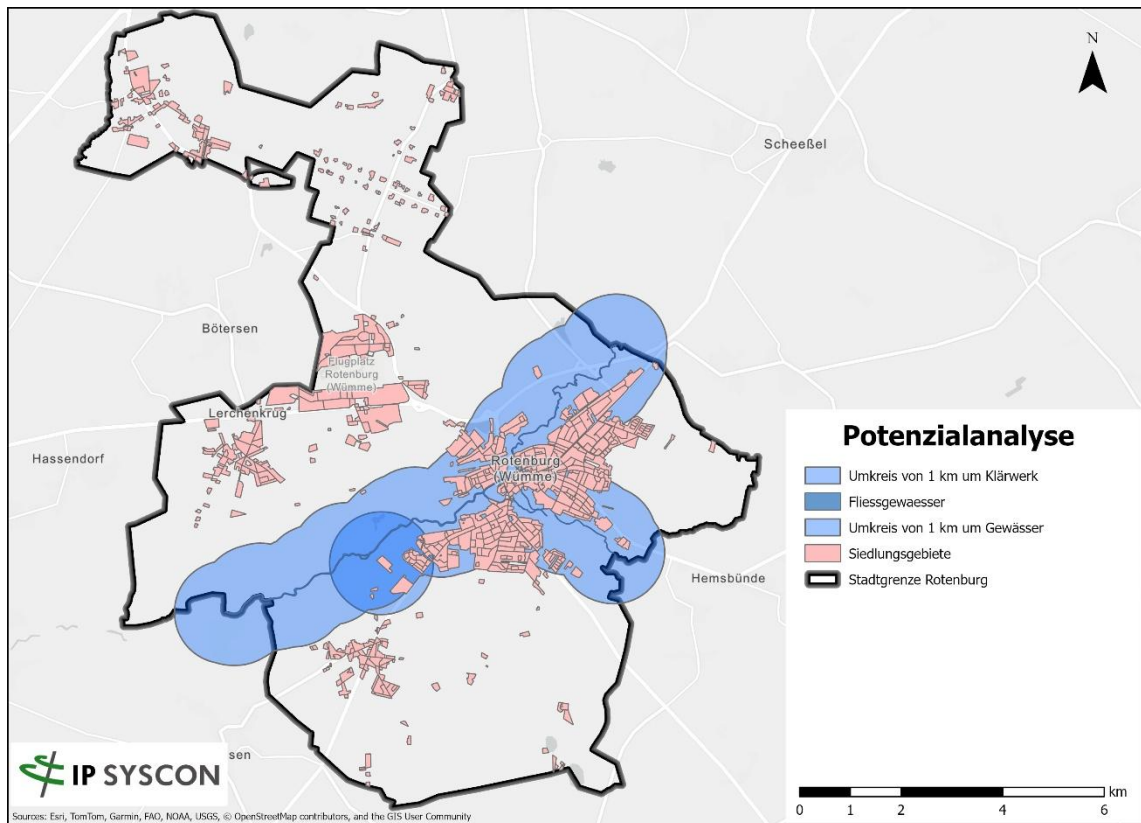 N
Scheeßel
Bötersen
Flugplatz
Rotenburg
(Wümme)
Lerchenkrug
Hassendorf
Rotenburg
(Wümme)
Hemsbünde
sen
Potenzialanalyse
Umkreis von 1 km um Klärwerk
Fliessgewaesser
Umkreis von 1 km um Gewässer
Siedlungsgebiete
Stadtgrenze Rotenburg
IP SYSCON
km
0 1 2 4 6
Sources: Esri, TomTom, Garmin, FAO, NOAA, USGS, © OpenStreetMap contributors, and the GIS User Community